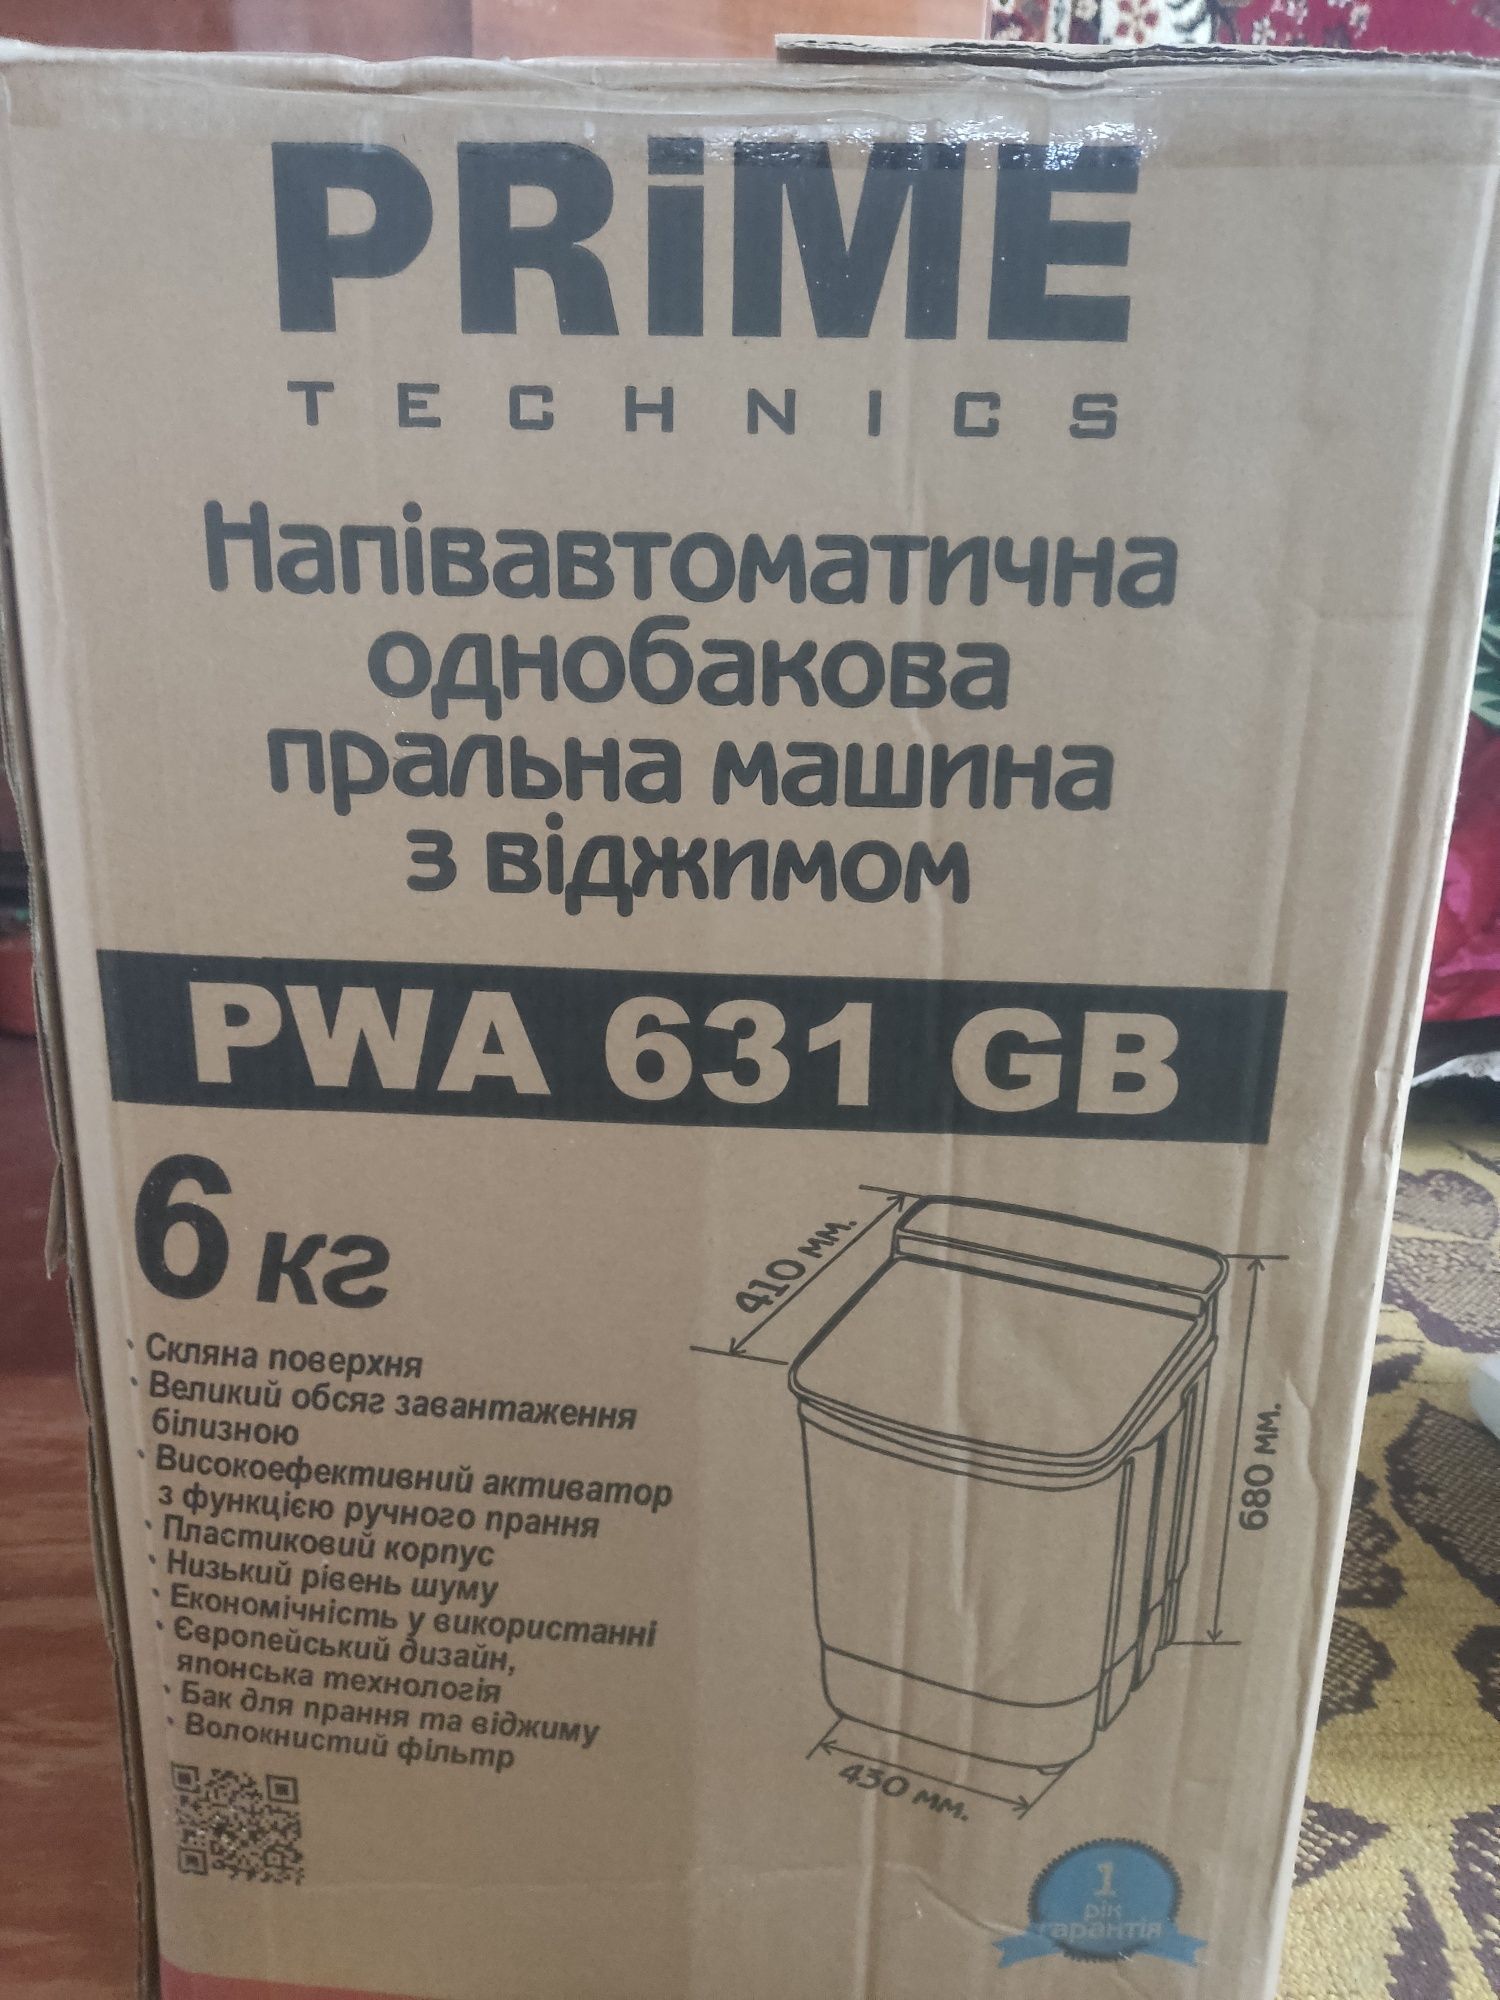 PRiME
TECHNICS
Напівавтоматична
однобакова
пральна машина
з віджимом
PWA 631 GB
6 кг
410 мм.
680 мм.
430 мм.
· Скляна поверхня
· Великий обсяг завантаження
білизною
· Високоефективний активатор
з функцією ручного прання
· Пластиковий корпус
· Низький рівень шуму
· Економічність у використанні
· Європейський дизайн,
японська технологія
· Бак для прання та віджиму
· Волокнистий фільтр
1
рік
гарантія